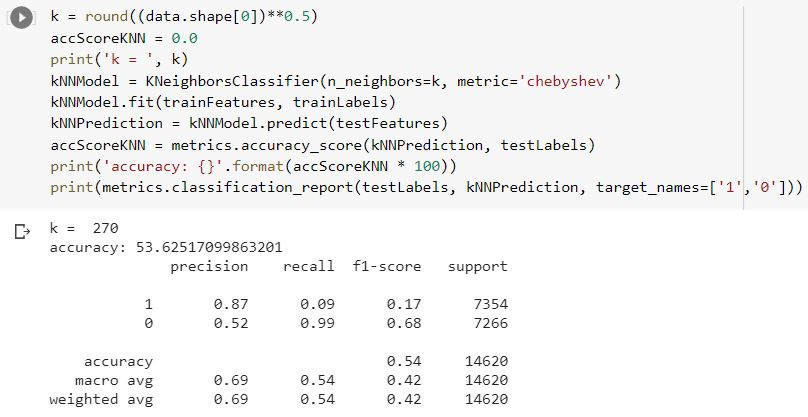 k = round((data.shape[0])**0.5)
accScoreKNN = 0.0
print('k = ', k)
kNNModel = KNeighborsClassifier(n_neighbors=k, metric='chebyshev')
kNNModel.fit(trainFeatures, trainLabels)
kNNPrediction = kNNModel.predict(testFeatures)
accScoreKNN = metrics.accuracy_score(kNNPrediction, testLabels)
print('accuracy: {}'.format(accScoreKNN * 100))
print(metrics.classification_report(testLabels, kNNPrediction, target_names=['1','0']))
k =  270
accuracy: 53.62517099863201
precision recall f1-score support
1 0.87 0.09 0.17 7354
0 0.52 0.99 0.68 7266
accuracy 0.54 14620
macro avg 0.69 0.54 0.42 14620
weighted avg 0.69 0.54 0.42 14620